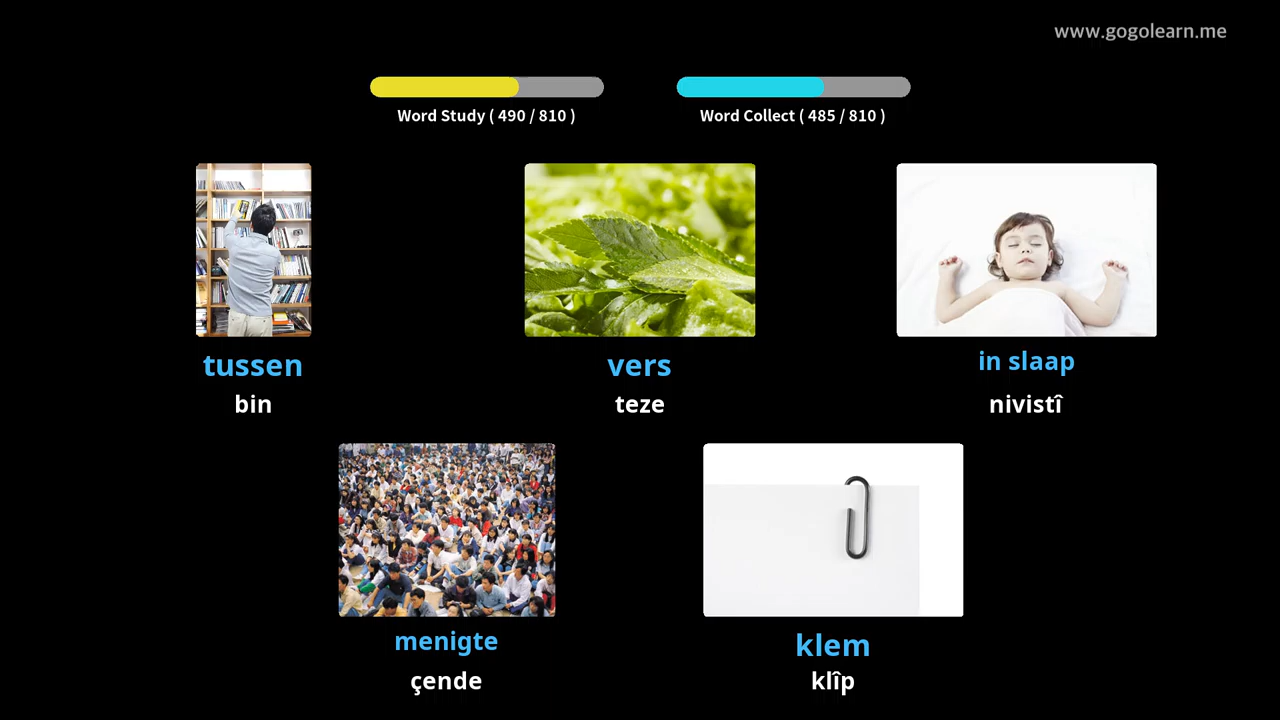 www.gogolearn.me
Word Study ( 490 / 810 )
Word Collect ( 485 / 810 )
tussen
bin
vers
teze
in slaap
nivistî
menigte
çende
klem
klîp